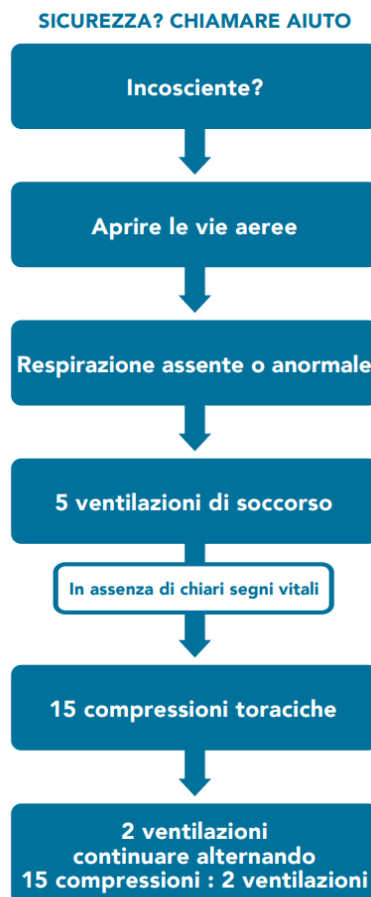 SICUREZZA? CHIAMARE AIUTO
Incosciente?
Aprire le vie aeree
Respirazione assente o anormale
5 ventilazioni di soccorso
In assenza di chiari segni vitali
15 compressioni toraciche
2 ventilazioni
continuare alternando
15 compressioni : 2 ventilazioni